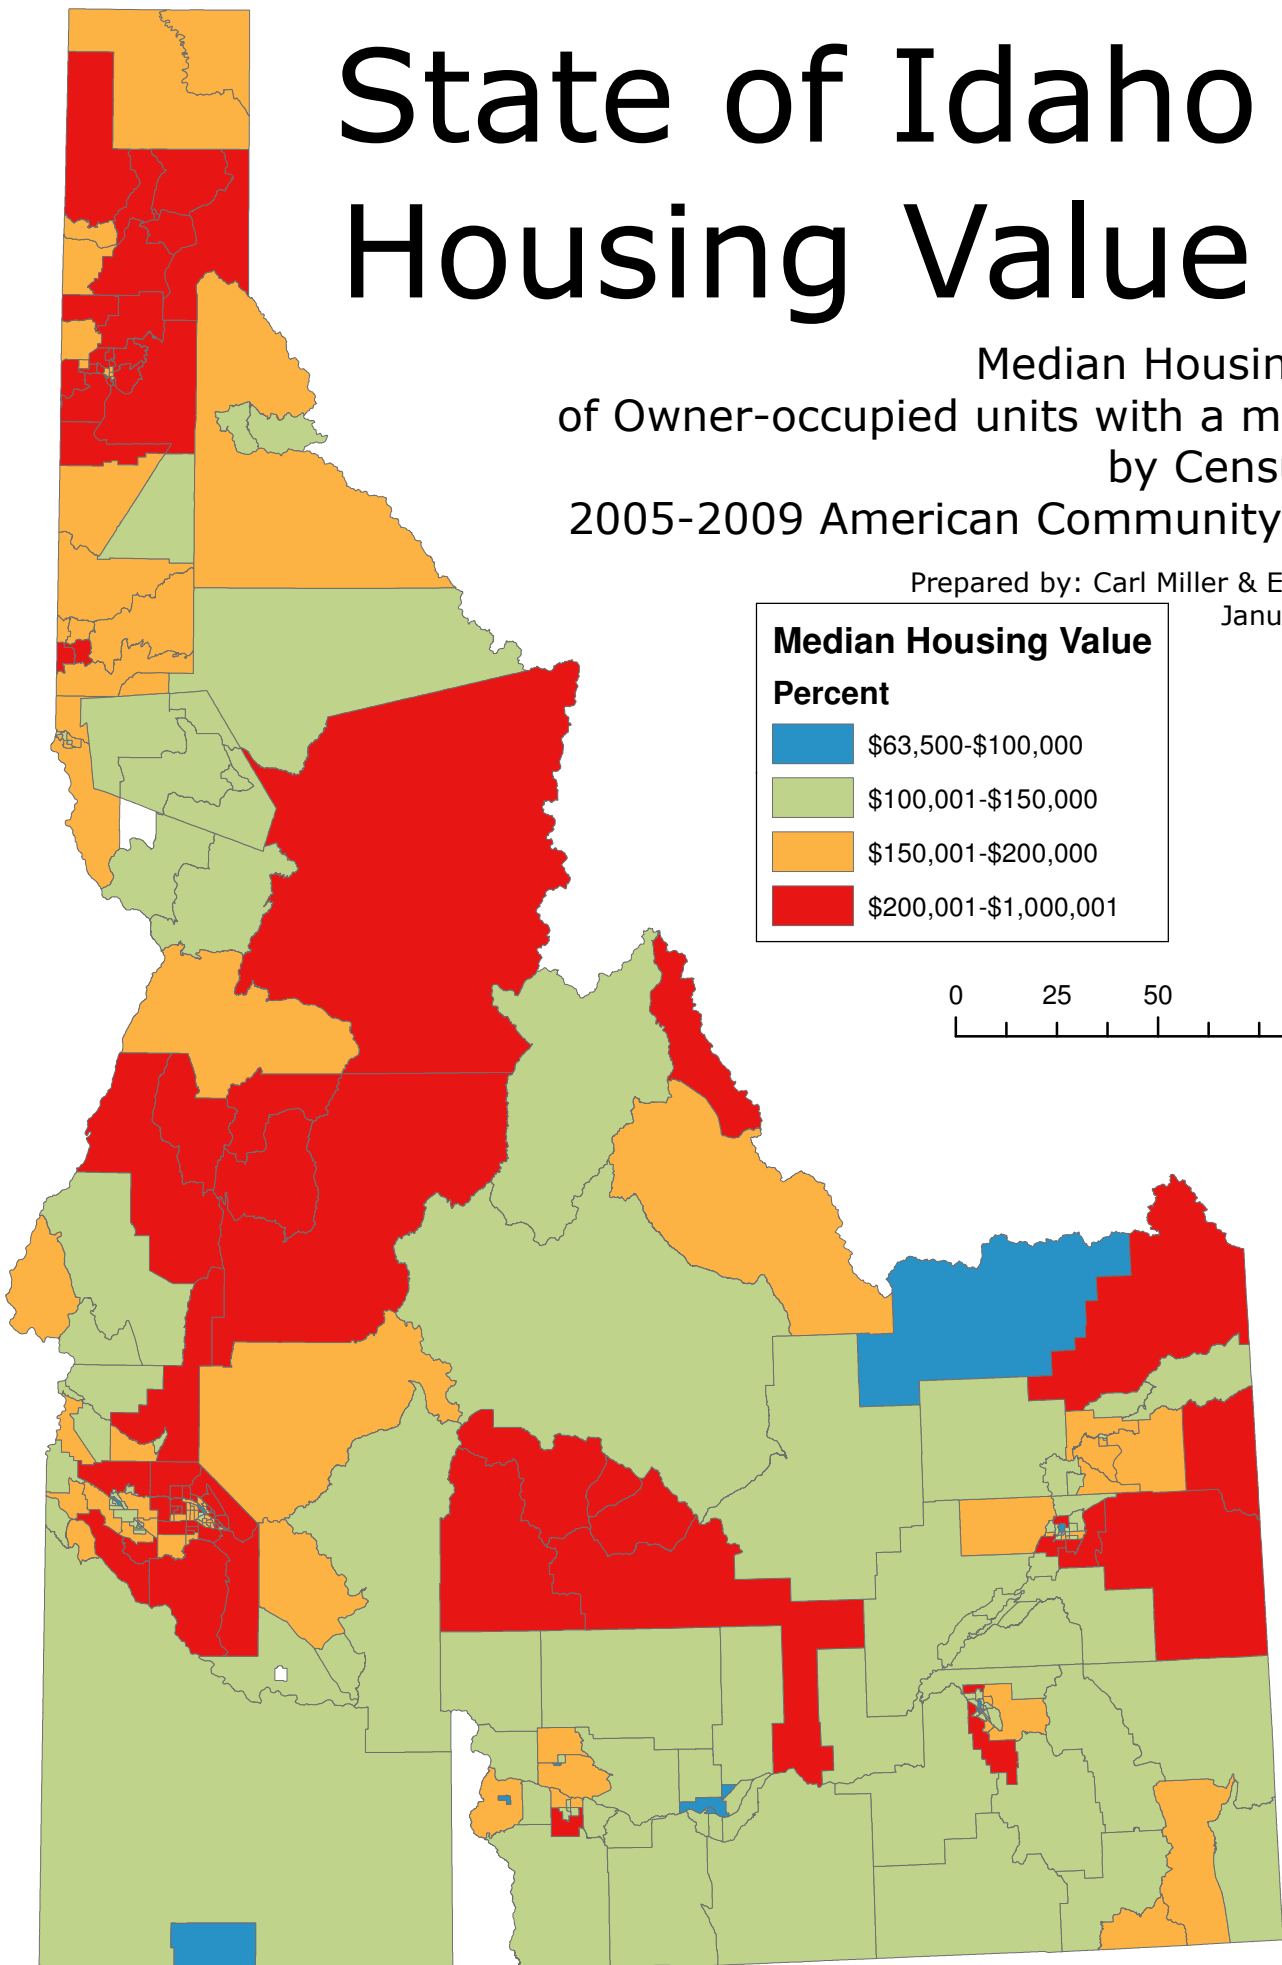 State of Idaho
Housing Value
Median Housin
of Owner-occupied units with a m
by Cens
2005-2009 American Community
Prepared by: Carl Miller & E
Janu
Median Housing Value
Percent
$63,500-$100,000
$100,001-$150,000
$150,001-$200,000
$200,001-$1,000,001
0 25 50